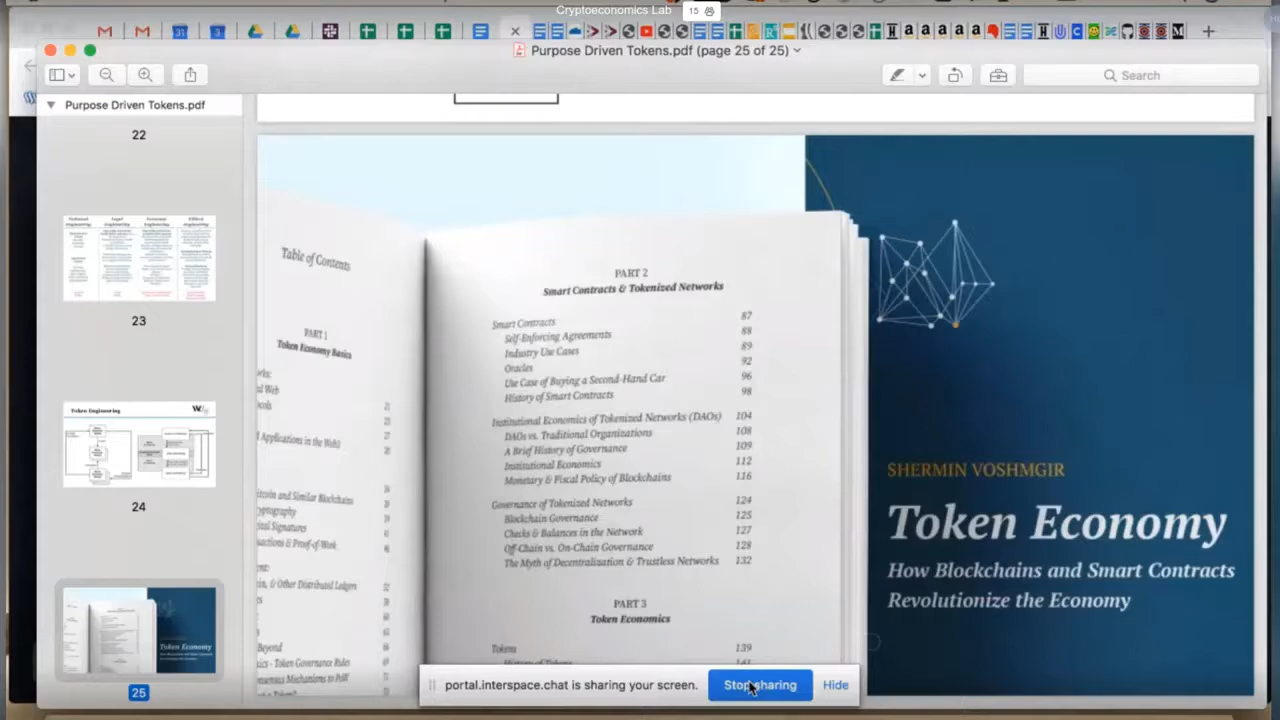 Cryptoeconomics Lab
15
Purpose Driven Tokens.pdf (page 25 of 25)
Search
Purpose Driven Tokens.pdf
22
23
Token Engineering
24
25
Table of Contents
PART 1
Token Economy Basics
PART 2
Smart Contracts & Tokenized Networks
Smart Contracts 87
Self-Enforcing Agreements 88
Industry Use Cases 89
Oracles 92
Use Case of Buying a Second-Hand Car 96
History of Smart Contracts 98
Institutional Economics of Tokenized Networks (DAOs) 104
DAOs vs. Traditional Organizations 108
A Brief History of Governance 109
Institutional Economics 112
Monetary & Fiscal Policy of Blockchains 116
Governance of Tokenized Networks 124
Blockchain Governance 125
Checks & Balances in the Network 127
Off-Chain vs. On-Chain Governance 128
The Myth of Decentralization & Trustless Networks 132
PART 3
Token Economics
Tokens 139
SHERMIN VOSHMGIR
Token Economy
How Blockchains and Smart Contracts
Revolutionize the Economy
portal.interspace.chat is sharing your screen.
Stop sharing
Hide